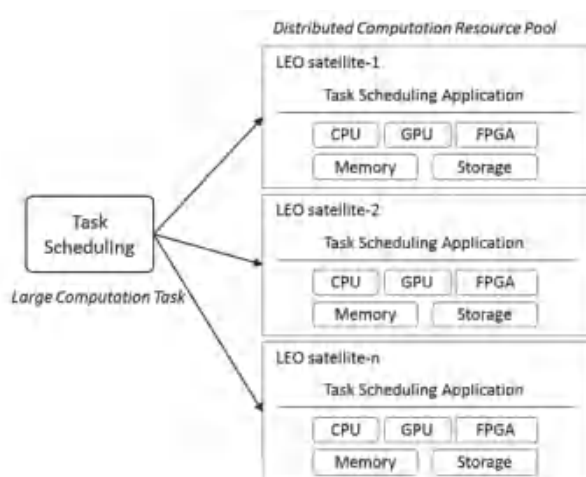 Distributed Computation Resource Pool
LEO satellite-1
Task Scheduling Application
CPU GPU FPGA
Memory Storage
Task
Scheduling
Large Computation Task
LEO satellite-2
Task Scheduling Application
CPU GPU FPGA
Memory Storage
LEO satellite-n
Task Scheduling Application
CPU GPU FPGA
Memory Storage